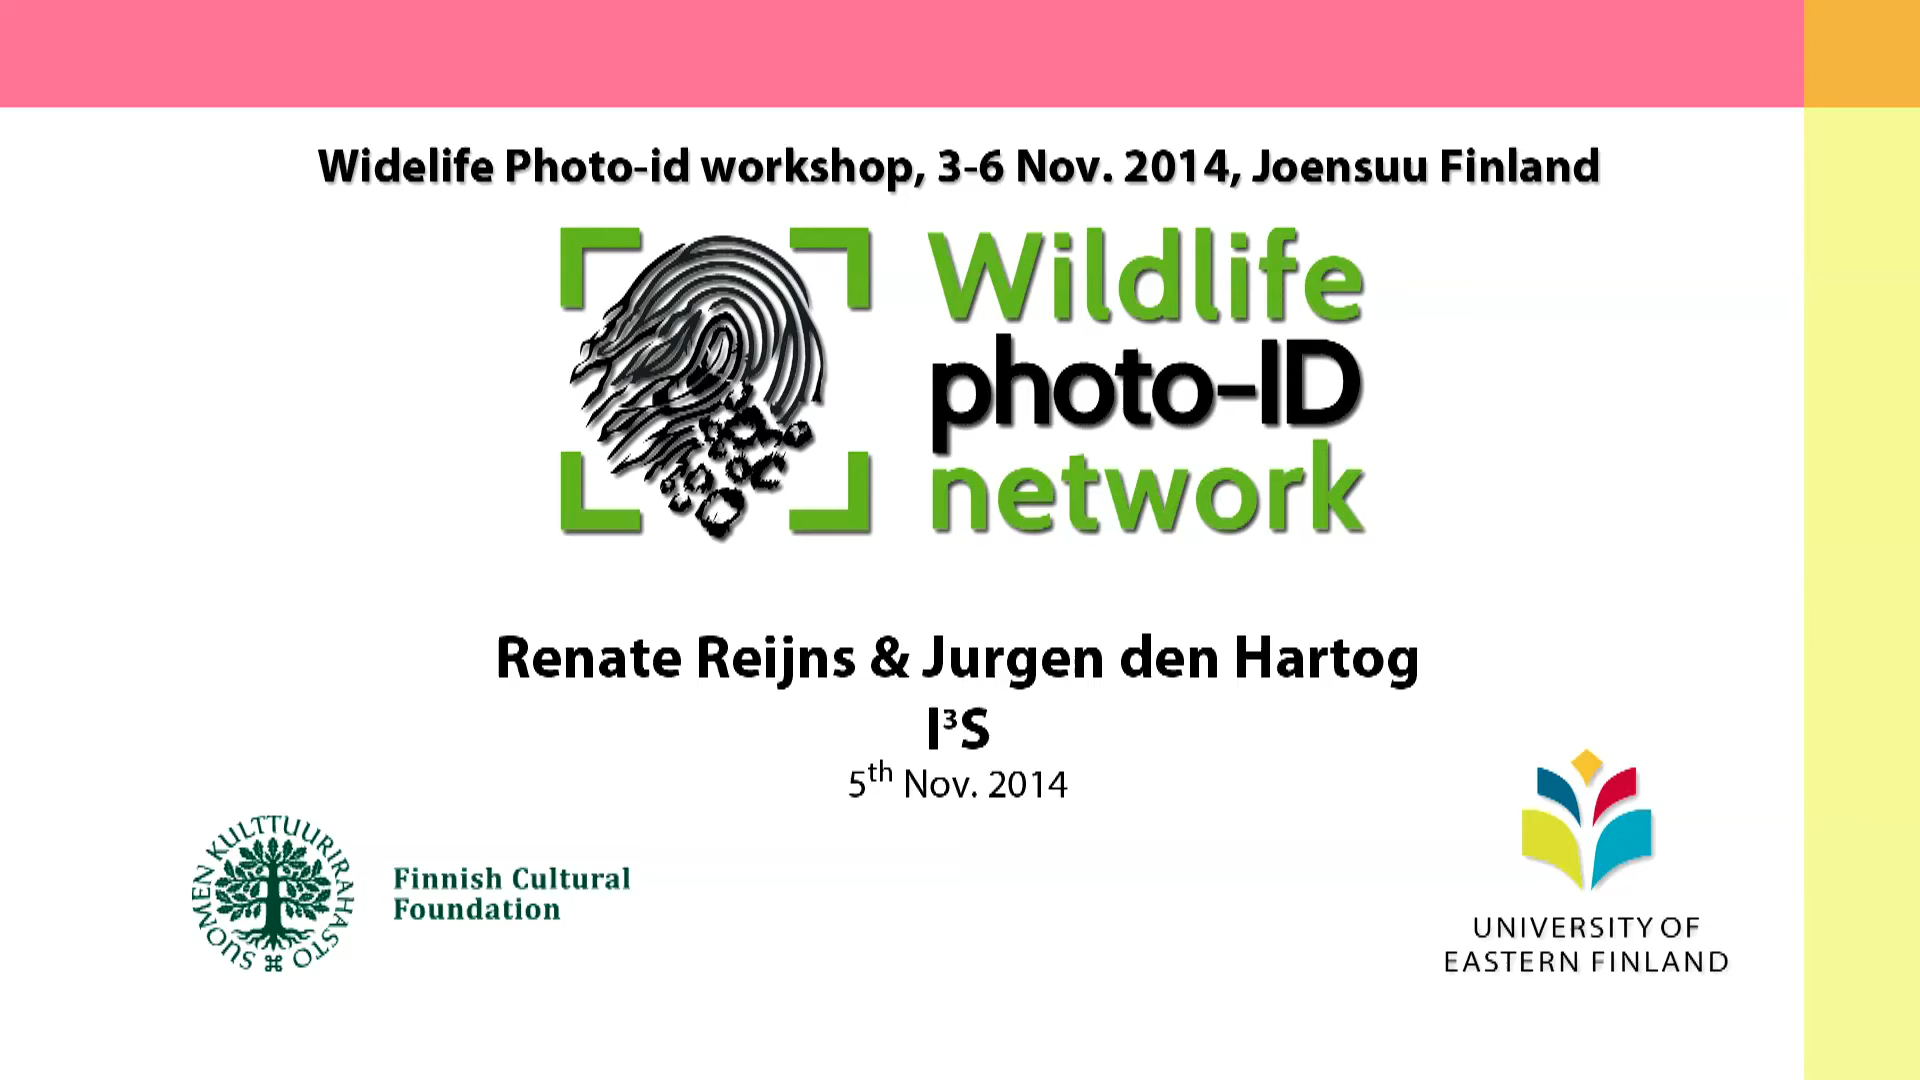 Widelife Photo-id workshop, 3-6 Nov. 2014, Joensuu Finland
Wildlife
photo-ID
network
Renate Reijns & Jurgen den Hartog
I³S
5th Nov. 2014
SUOMEN KULTTUURIRAHASTO
Finnish Cultural
Foundation
UNIVERSITY OF
EASTERN FINLAND